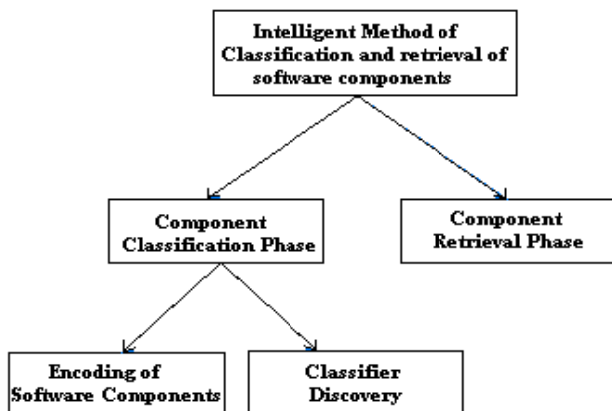 Intelligent Method of
Classification and retrieval of
software components
Component
Classification Phase
Component
Retrieval Phase
Encoding of
Software Components
Classifier
Discovery